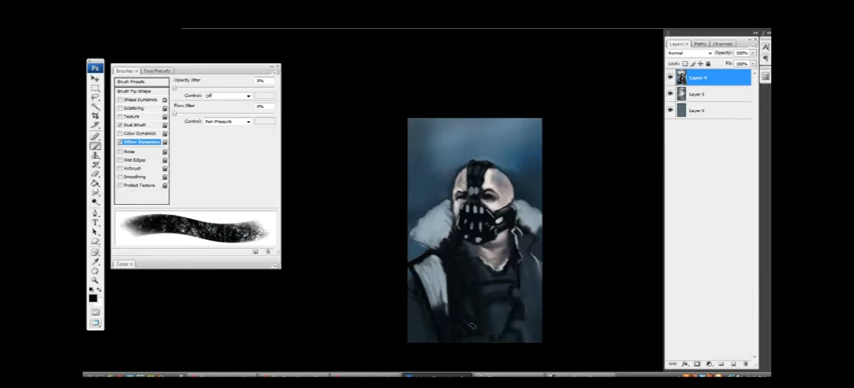 Ps
Brushes × Tool Presets
Brush Presets
Brush Tip Shape
Shape Dynamics
Scattering
Texture
Dual Brush
Color Dynamics
Other Dynamics
Noise
Wet Edges
Airbrush
Smoothing
Protect Texture
Opacity Jitter 0%
Control: Off
Flow Jitter 0%
Control: Pen Pressure
Color ×
Layers × Paths Channels
Normal Opacity: 100%
Lock: Fill: 100%
Layer 4
Layer 0